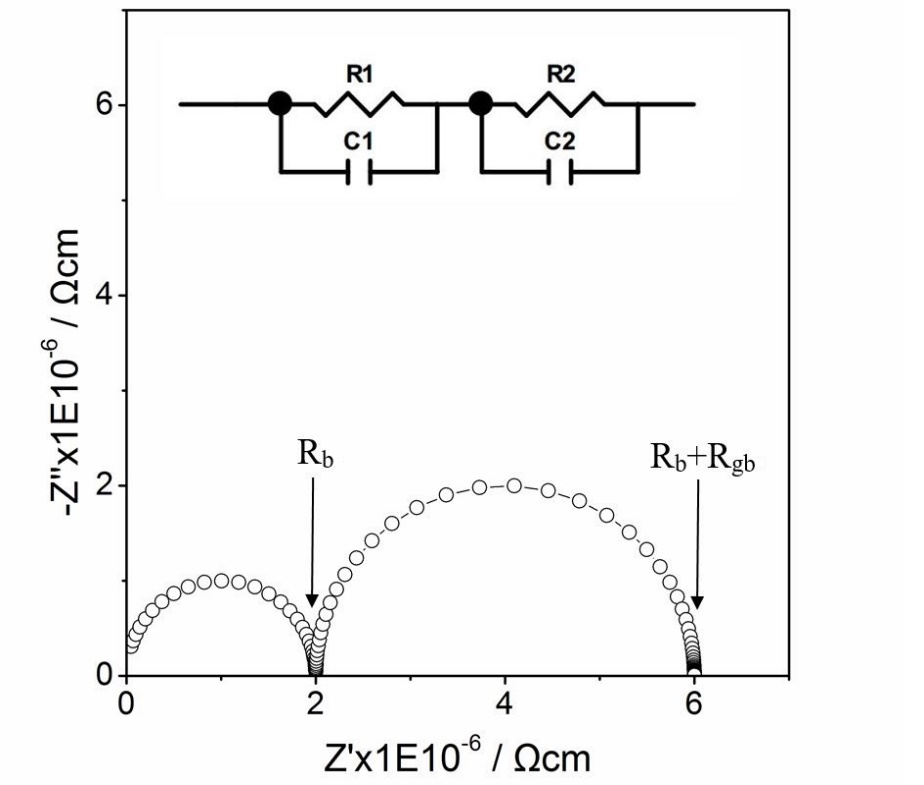 6
4
2
0
-Z"x1E10⁻⁶ / Ωcm
R1
R2
C1
C2
R_b
R_b+R_gb
0
2
4
6
Z'x1E10⁻⁶ / Ωcm